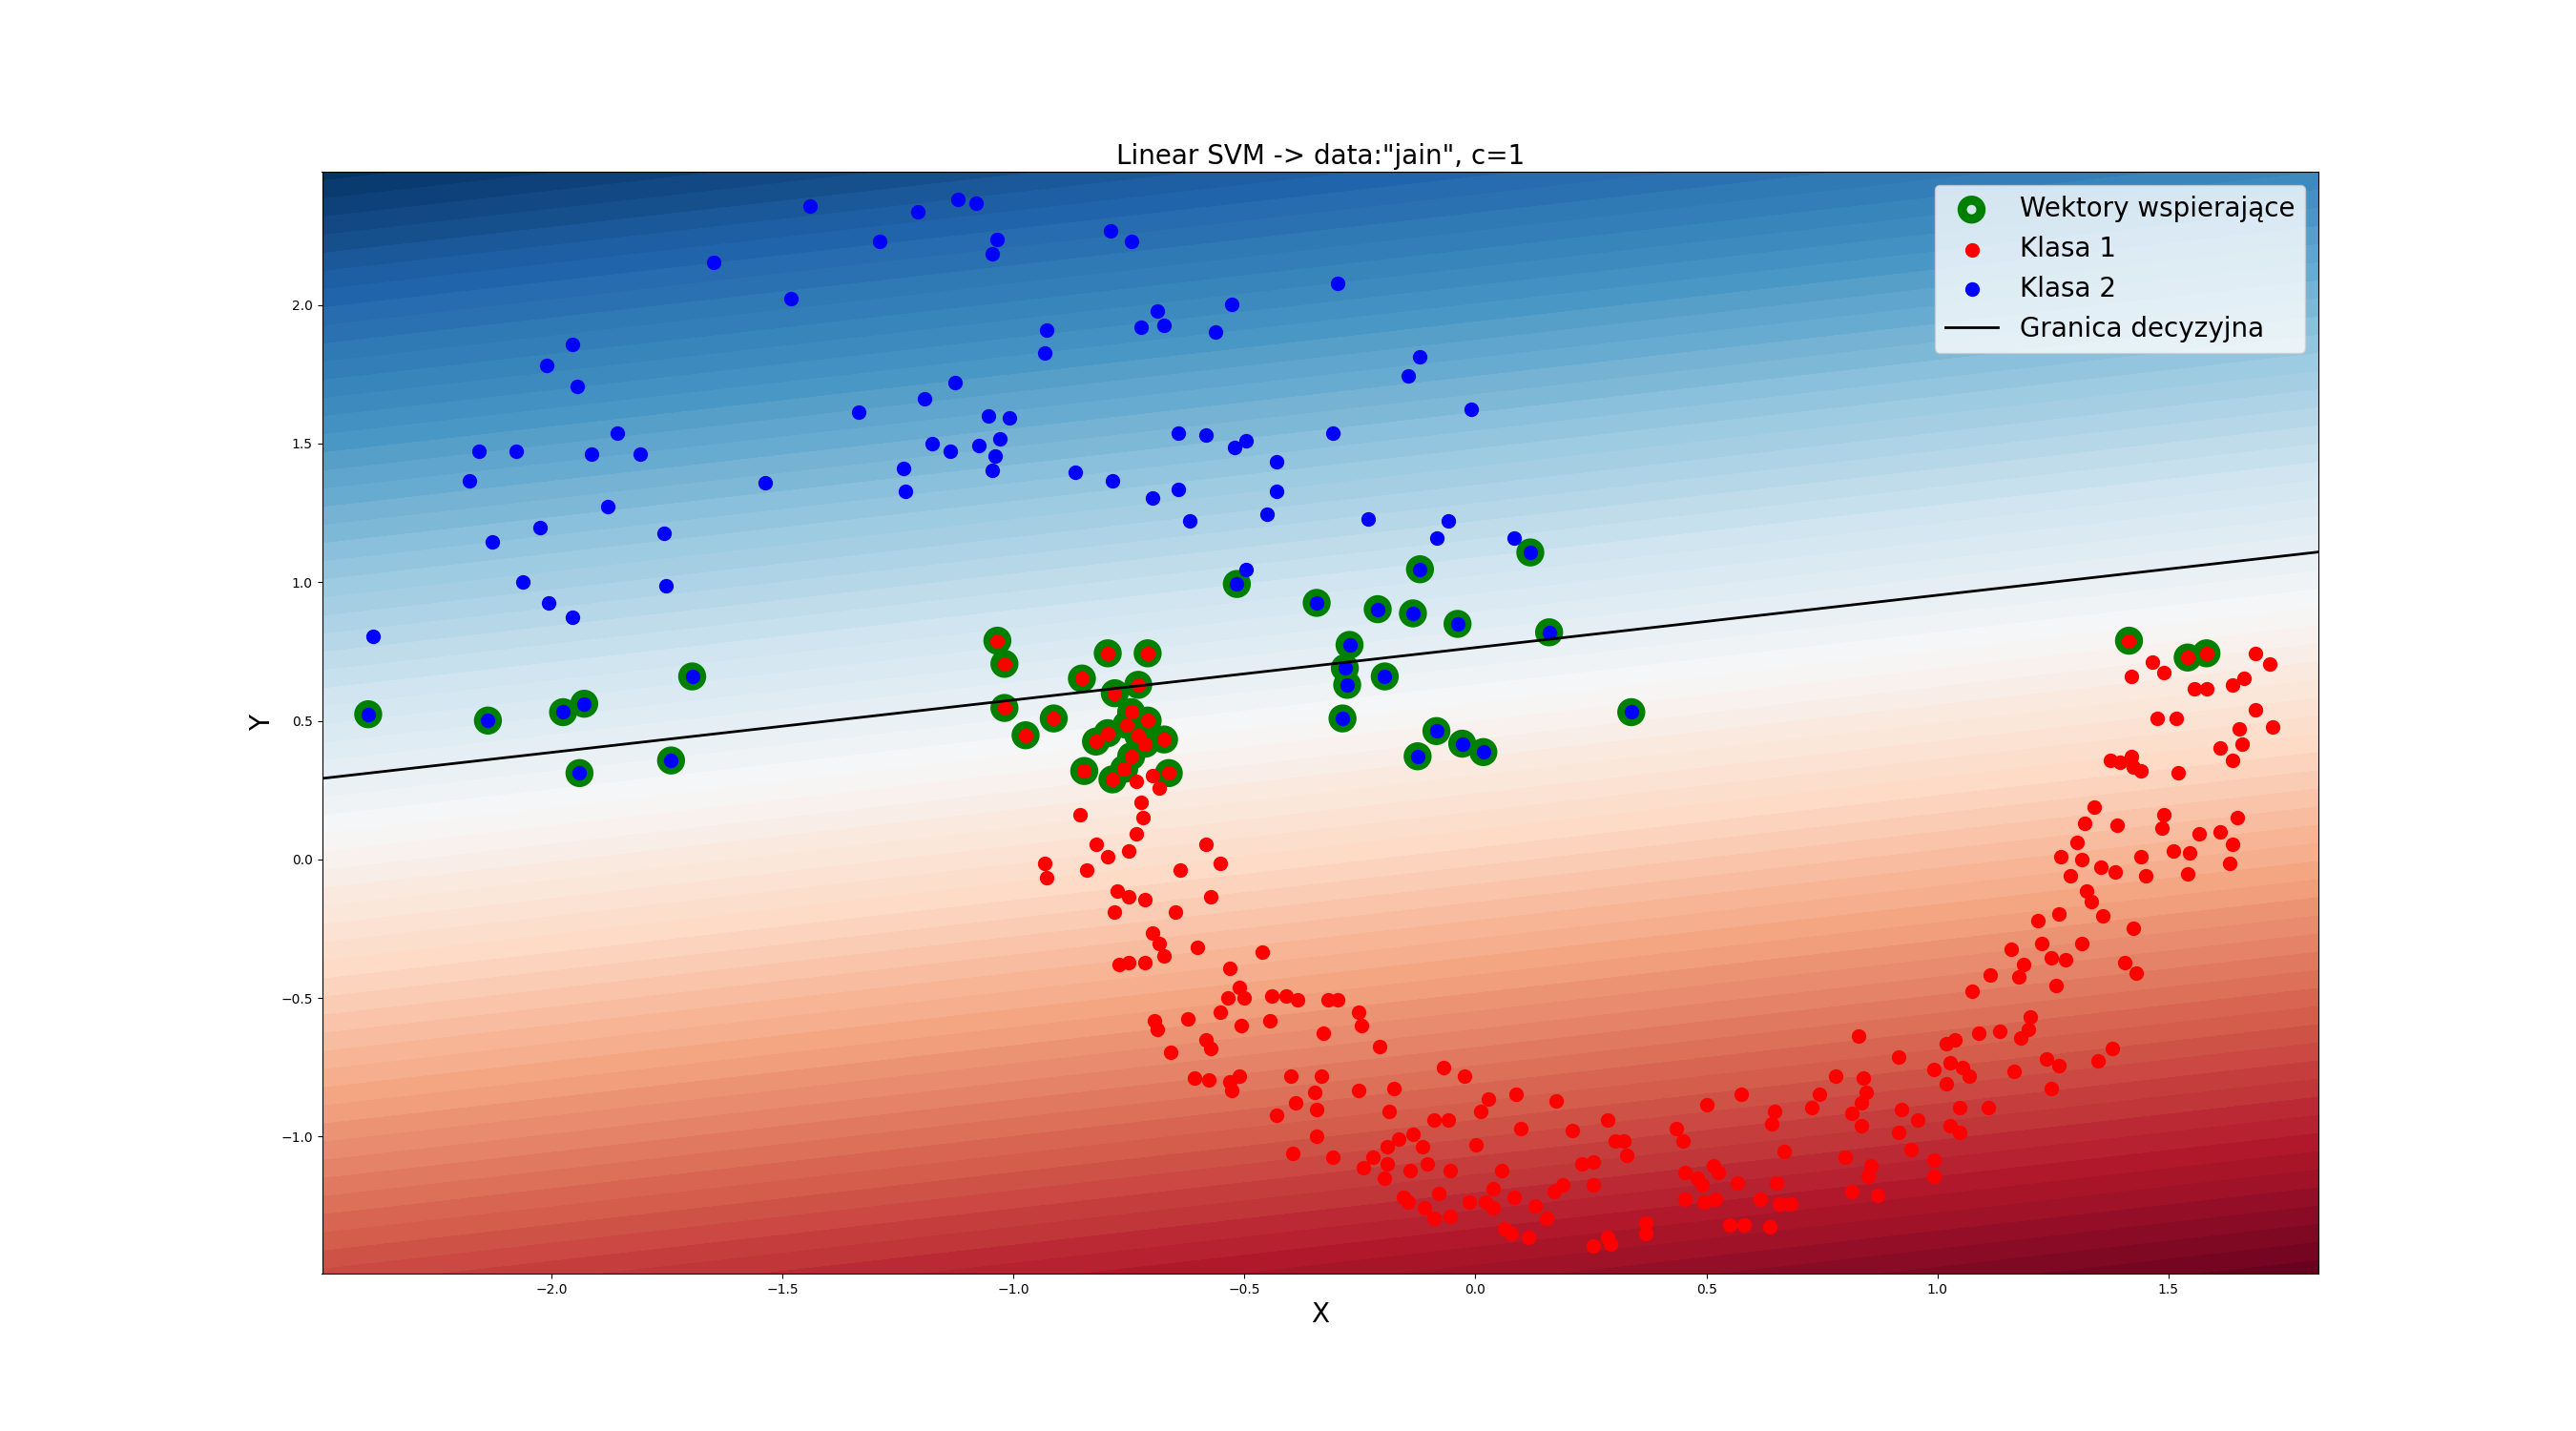 Linear SVM -> data:"jain", c=1
Wektory wspierające
Klasa 1
Klasa 2
Granica decyzyjna
2.0
1.5
1.0
0.5
0.0
−0.5
−1.0
Y
−2.0 −1.5 −1.0 −0.5 0.0 0.5 1.0 1.5
X